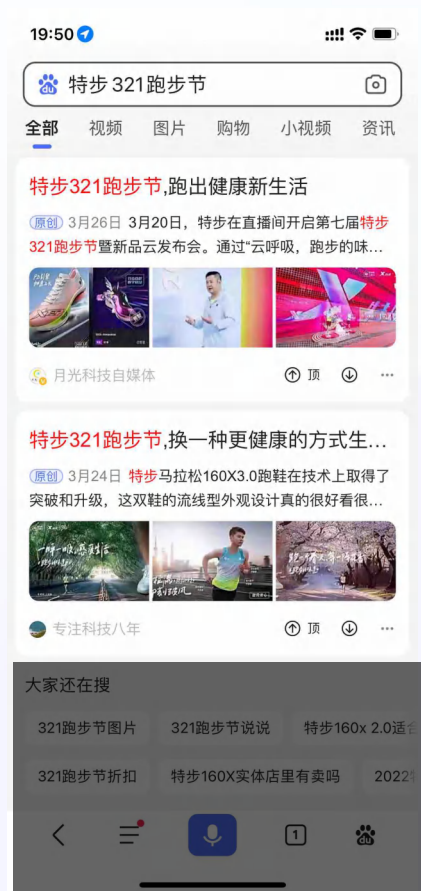 19:50
特步321跑步节
全部 视频 图片 购物 小视频 资讯
特步321跑步节,跑出健康新生活
原创 3月26日 3月20日，特步在直播间开启第七届特步
321跑步节暨新品云发布会。通过“云呼吸，跑步的味...
月光科技自媒体 顶
特步321跑步节,换一种更健康的方式生...
原创 3月24日 特步马拉松160X3.0跑鞋在技术上取得了
突破和升级，这双鞋的流线型外观设计真的很好看很...
专注科技八年 顶
大家还在搜
321跑步节图片 321跑步节说说 特步160x 2.0适合
321跑步节折扣 特步160X实体店里有卖吗 2022
1